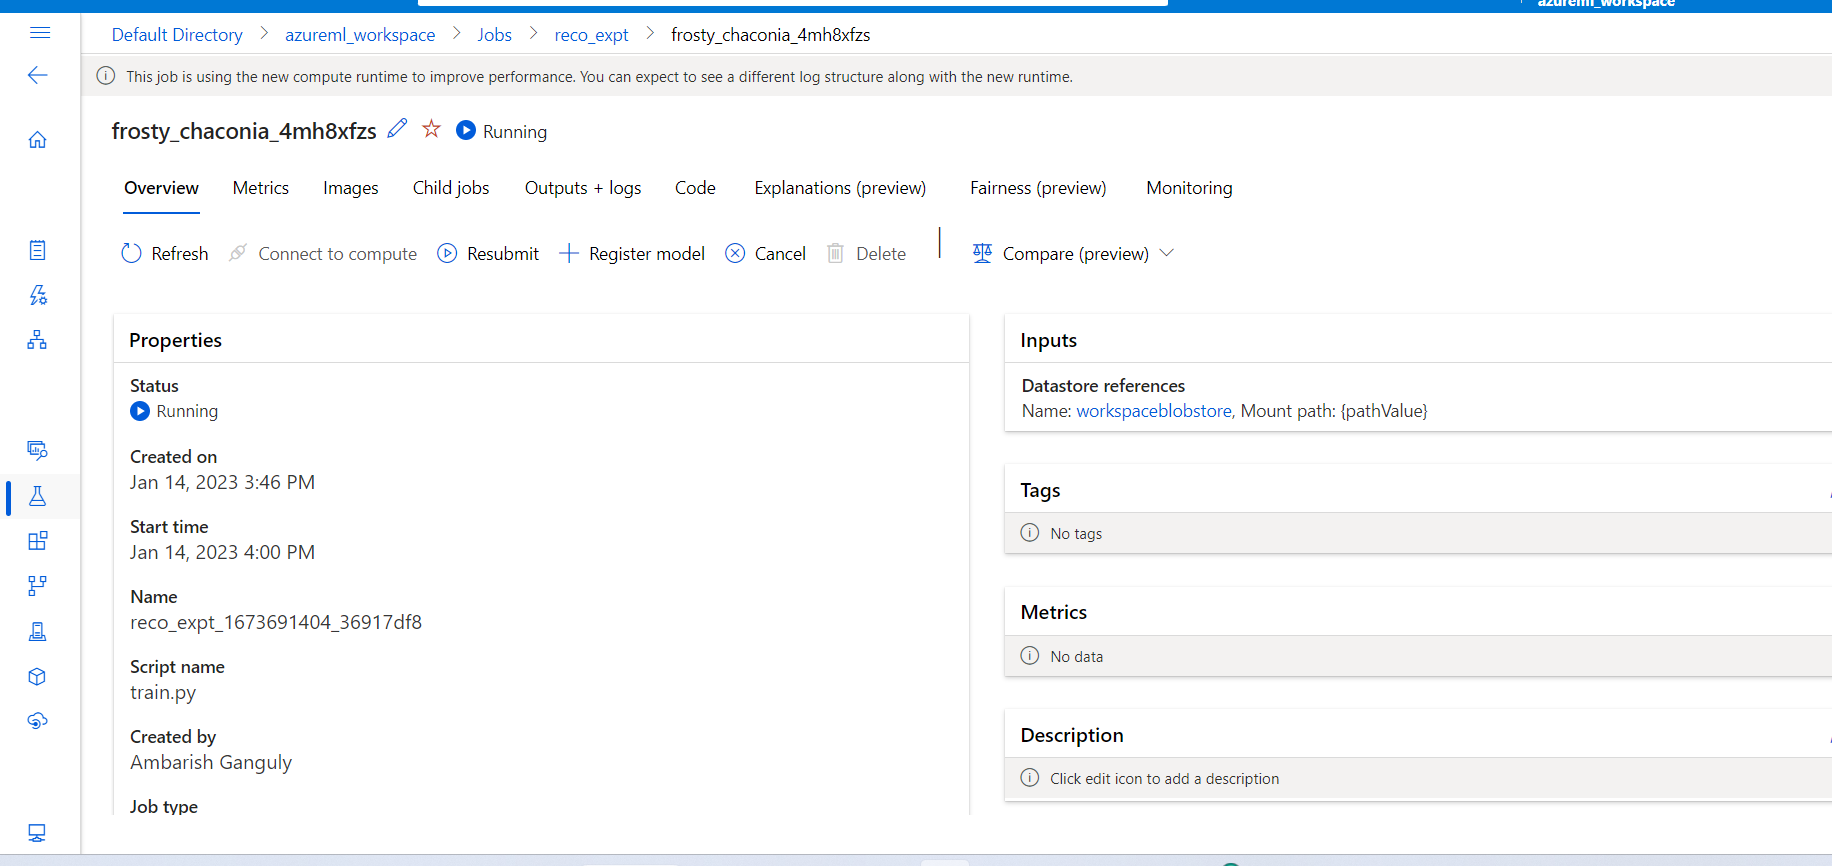 azureml_workspace
Default Directory > azureml_workspace > Jobs > reco_expt > frosty_chaconia_4mh8xfzs
This job is using the new compute runtime to improve performance. You can expect to see a different log structure along with the new runtime.
frosty_chaconia_4mh8xfzs Running
Overview Metrics Images Child jobs Outputs + logs Code Explanations (preview) Fairness (preview) Monitoring
Refresh Connect to compute Resubmit Register model Cancel Delete Compare (preview)
Properties
Status
Running
Created on
Jan 14, 2023 3:46 PM
Start time
Jan 14, 2023 4:00 PM
Name
reco_expt_1673691404_36917df8
Script name
train.py
Created by
Ambarish Ganguly
Job type
Inputs
Datastore references
Name: workspaceblobstore, Mount path: {pathValue}
Tags
No tags
Metrics
No data
Description
Click edit icon to add a description